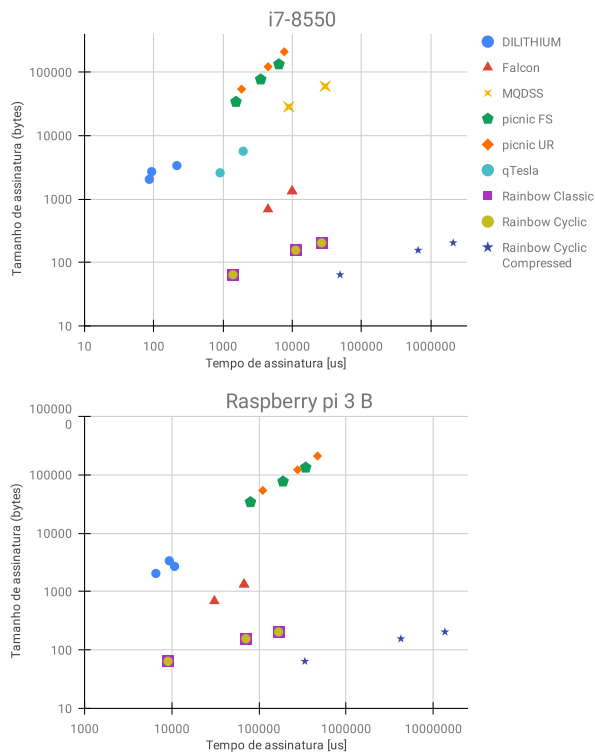 i7-8550
Tamanho de assinatura (bytes)
100000
10000
1000
100
10
10 100 1000 10000 100000 1000000
Tempo de assinatura [us]
DILITHIUM
Falcon
MQDSS
picnic FS
picnic UR
qTesla
Rainbow Classic
Rainbow Cyclic
Rainbow Cyclic
Compressed
Raspberry pi 3 B
Tamanho de assinatura (bytes)
100000
0
100000
10000
1000
100
10
1000 10000 100000 1000000 10000000
Tempo de assinatura [us]